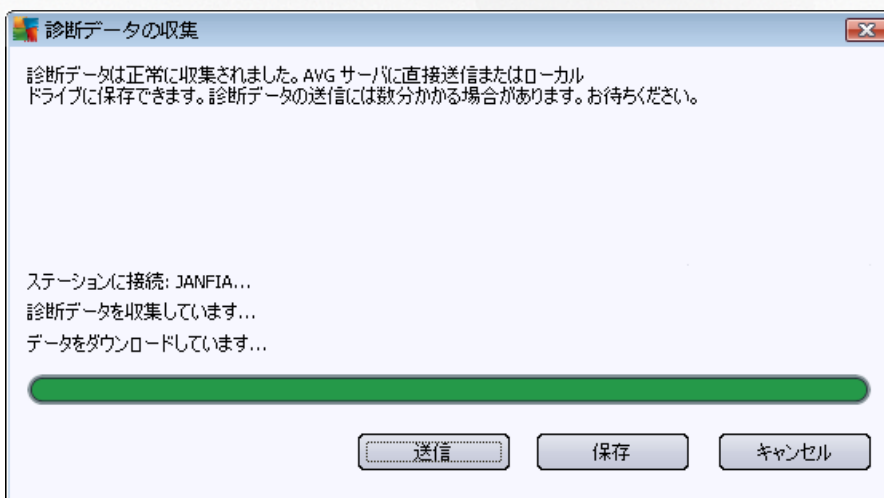 診断データの収集
診断データは正常に収集されました。AVG サーバに直接送信またはローカル
ドライブに保存できます。診断データの送信には数分かかる場合があります。お待ちください。
ステーションに接続: JANFIA...
診断データを収集しています...
データをダウンロードしています...
送信 保存 キャンセル